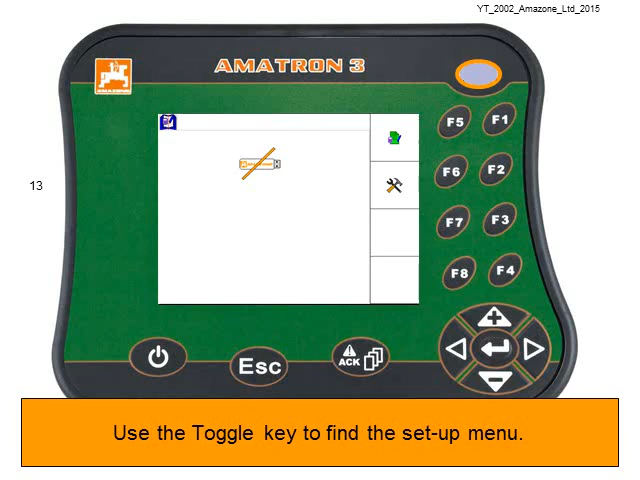 YT_2002_Amazone_Ltd_2015
AMATRON 3
F5 F1
F6 F2
13
F7 F3
F8 F4
Esc
ACK
Use the Toggle key to find the set-up menu.